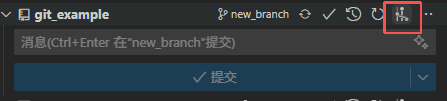 git_example new_branch
消息(Ctrl+Enter 在"new_branch"提交)
提交